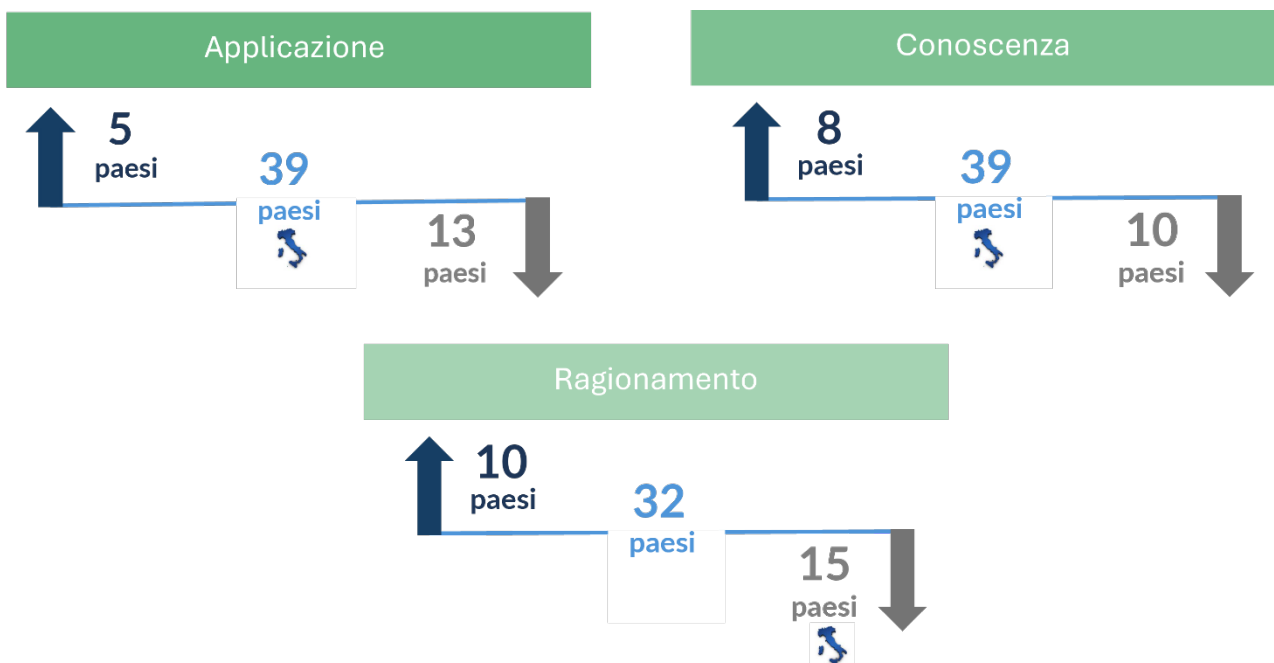 Applicazione
5
paesi
39
paesi
13
paesi
Conoscenza
8
paesi
39
paesi
10
paesi
Ragionamento
10
paesi
32
paesi
15
paesi